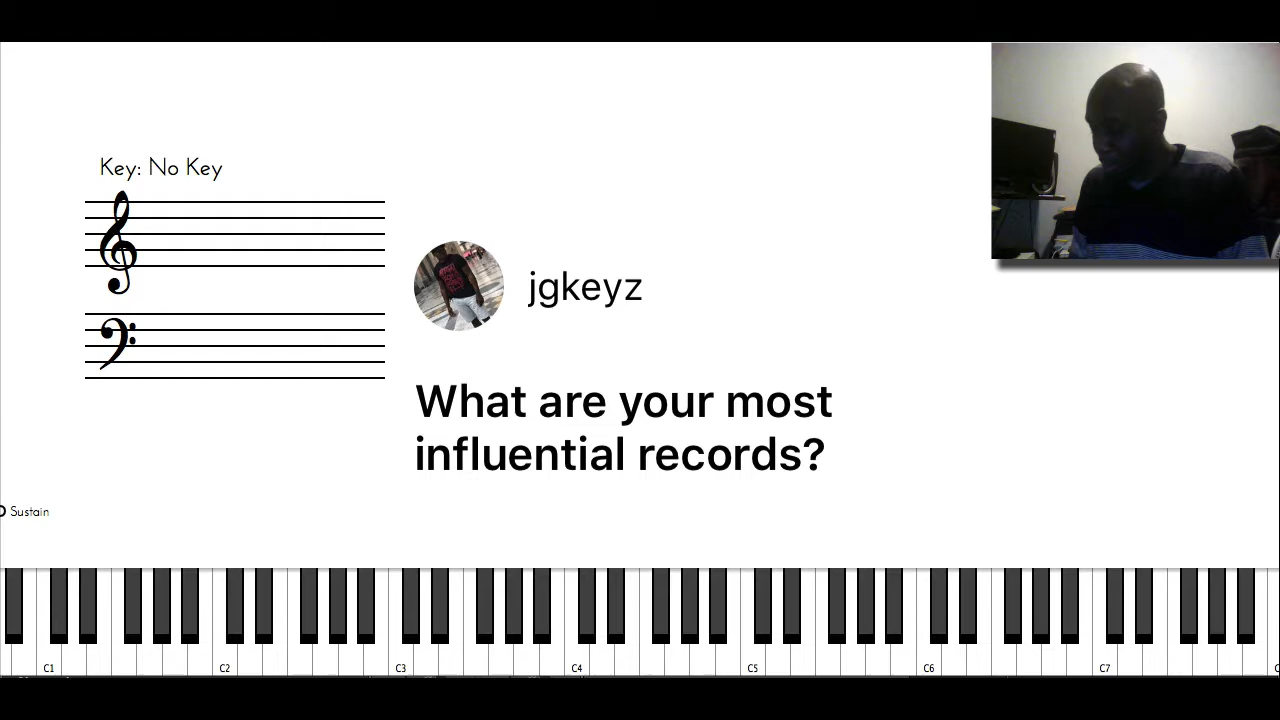 Key: No Key
jgkeyz
What are your most
influential records?
Sustain
C1 C2 C3 C4 C5 C6 C7